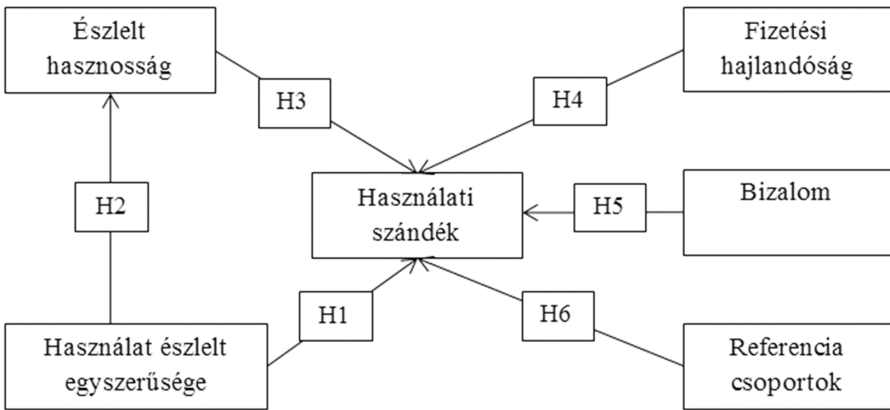 Észlelt
hasznosság
Fizetési
hajlandóság
H3
H4
Használati
szándék
H2
H5
Bizalom
H1
H6
Használat észlelt
egyszerűsége
Referencia
csoportok